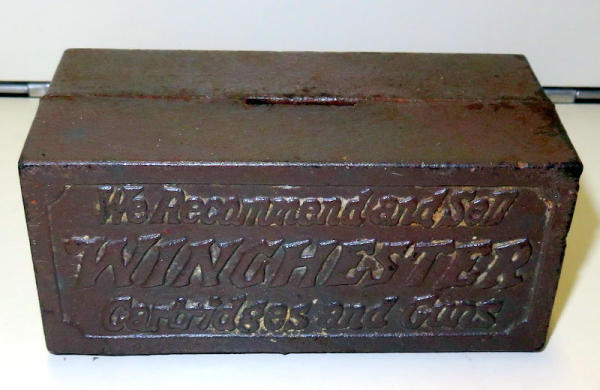 We Recommend and Sell
WINCHESTER
Cartridges and Guns